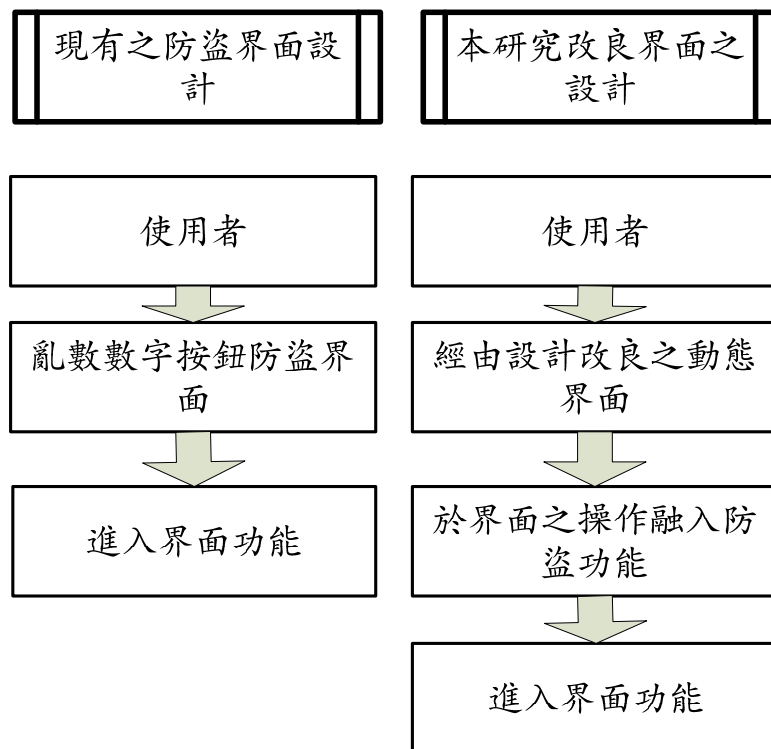 現有之防盜界面設
計
使用者
亂數數字按鈕防盜界
面
進入界面功能
本研究改良界面之
設計
使用者
經由設計改良之動態
界面
於界面之操作融入防
盜功能
進入界面功能